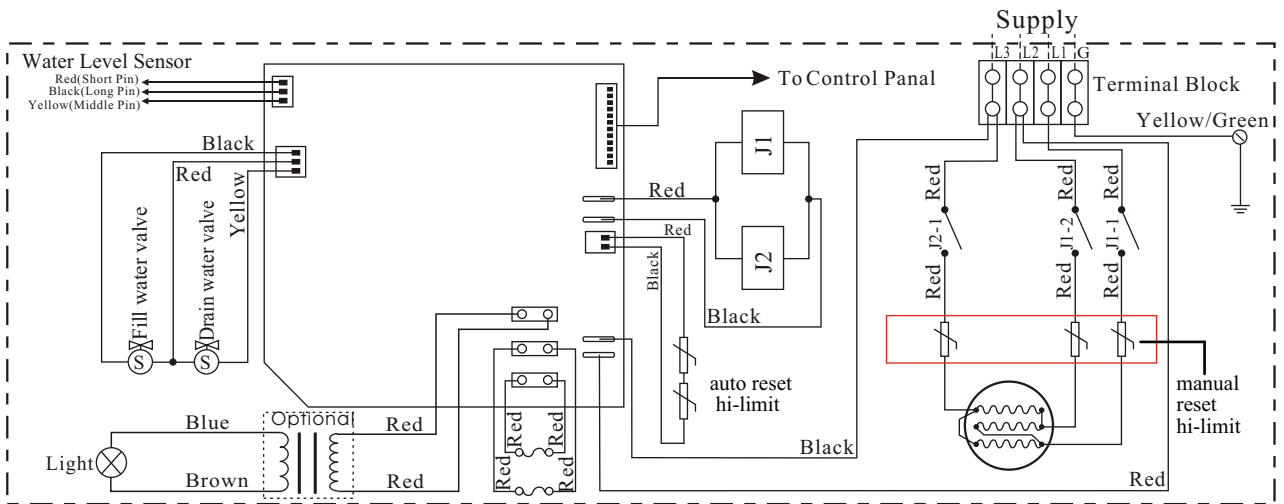 Supply
L3 L2 L1 G
Terminal Block
Yellow/Green
Water Level Sensor
Red(Short Pin)
Black(Long Pin)
Yellow(Middle Pin)
To Control Panal
Black
Red
Yellow
Fill water valve
Drain water valve
S
S
Red
J1
J2
Red
Black
Black
Red
Red
Red
J2-1
J1-2
J1-1
Red
Red
Red
auto reset
hi-limit
manual
reset
hi-limit
Optional
Blue
Red
Light
Brown
Red
Red
Red
Red
Red
Black
Red